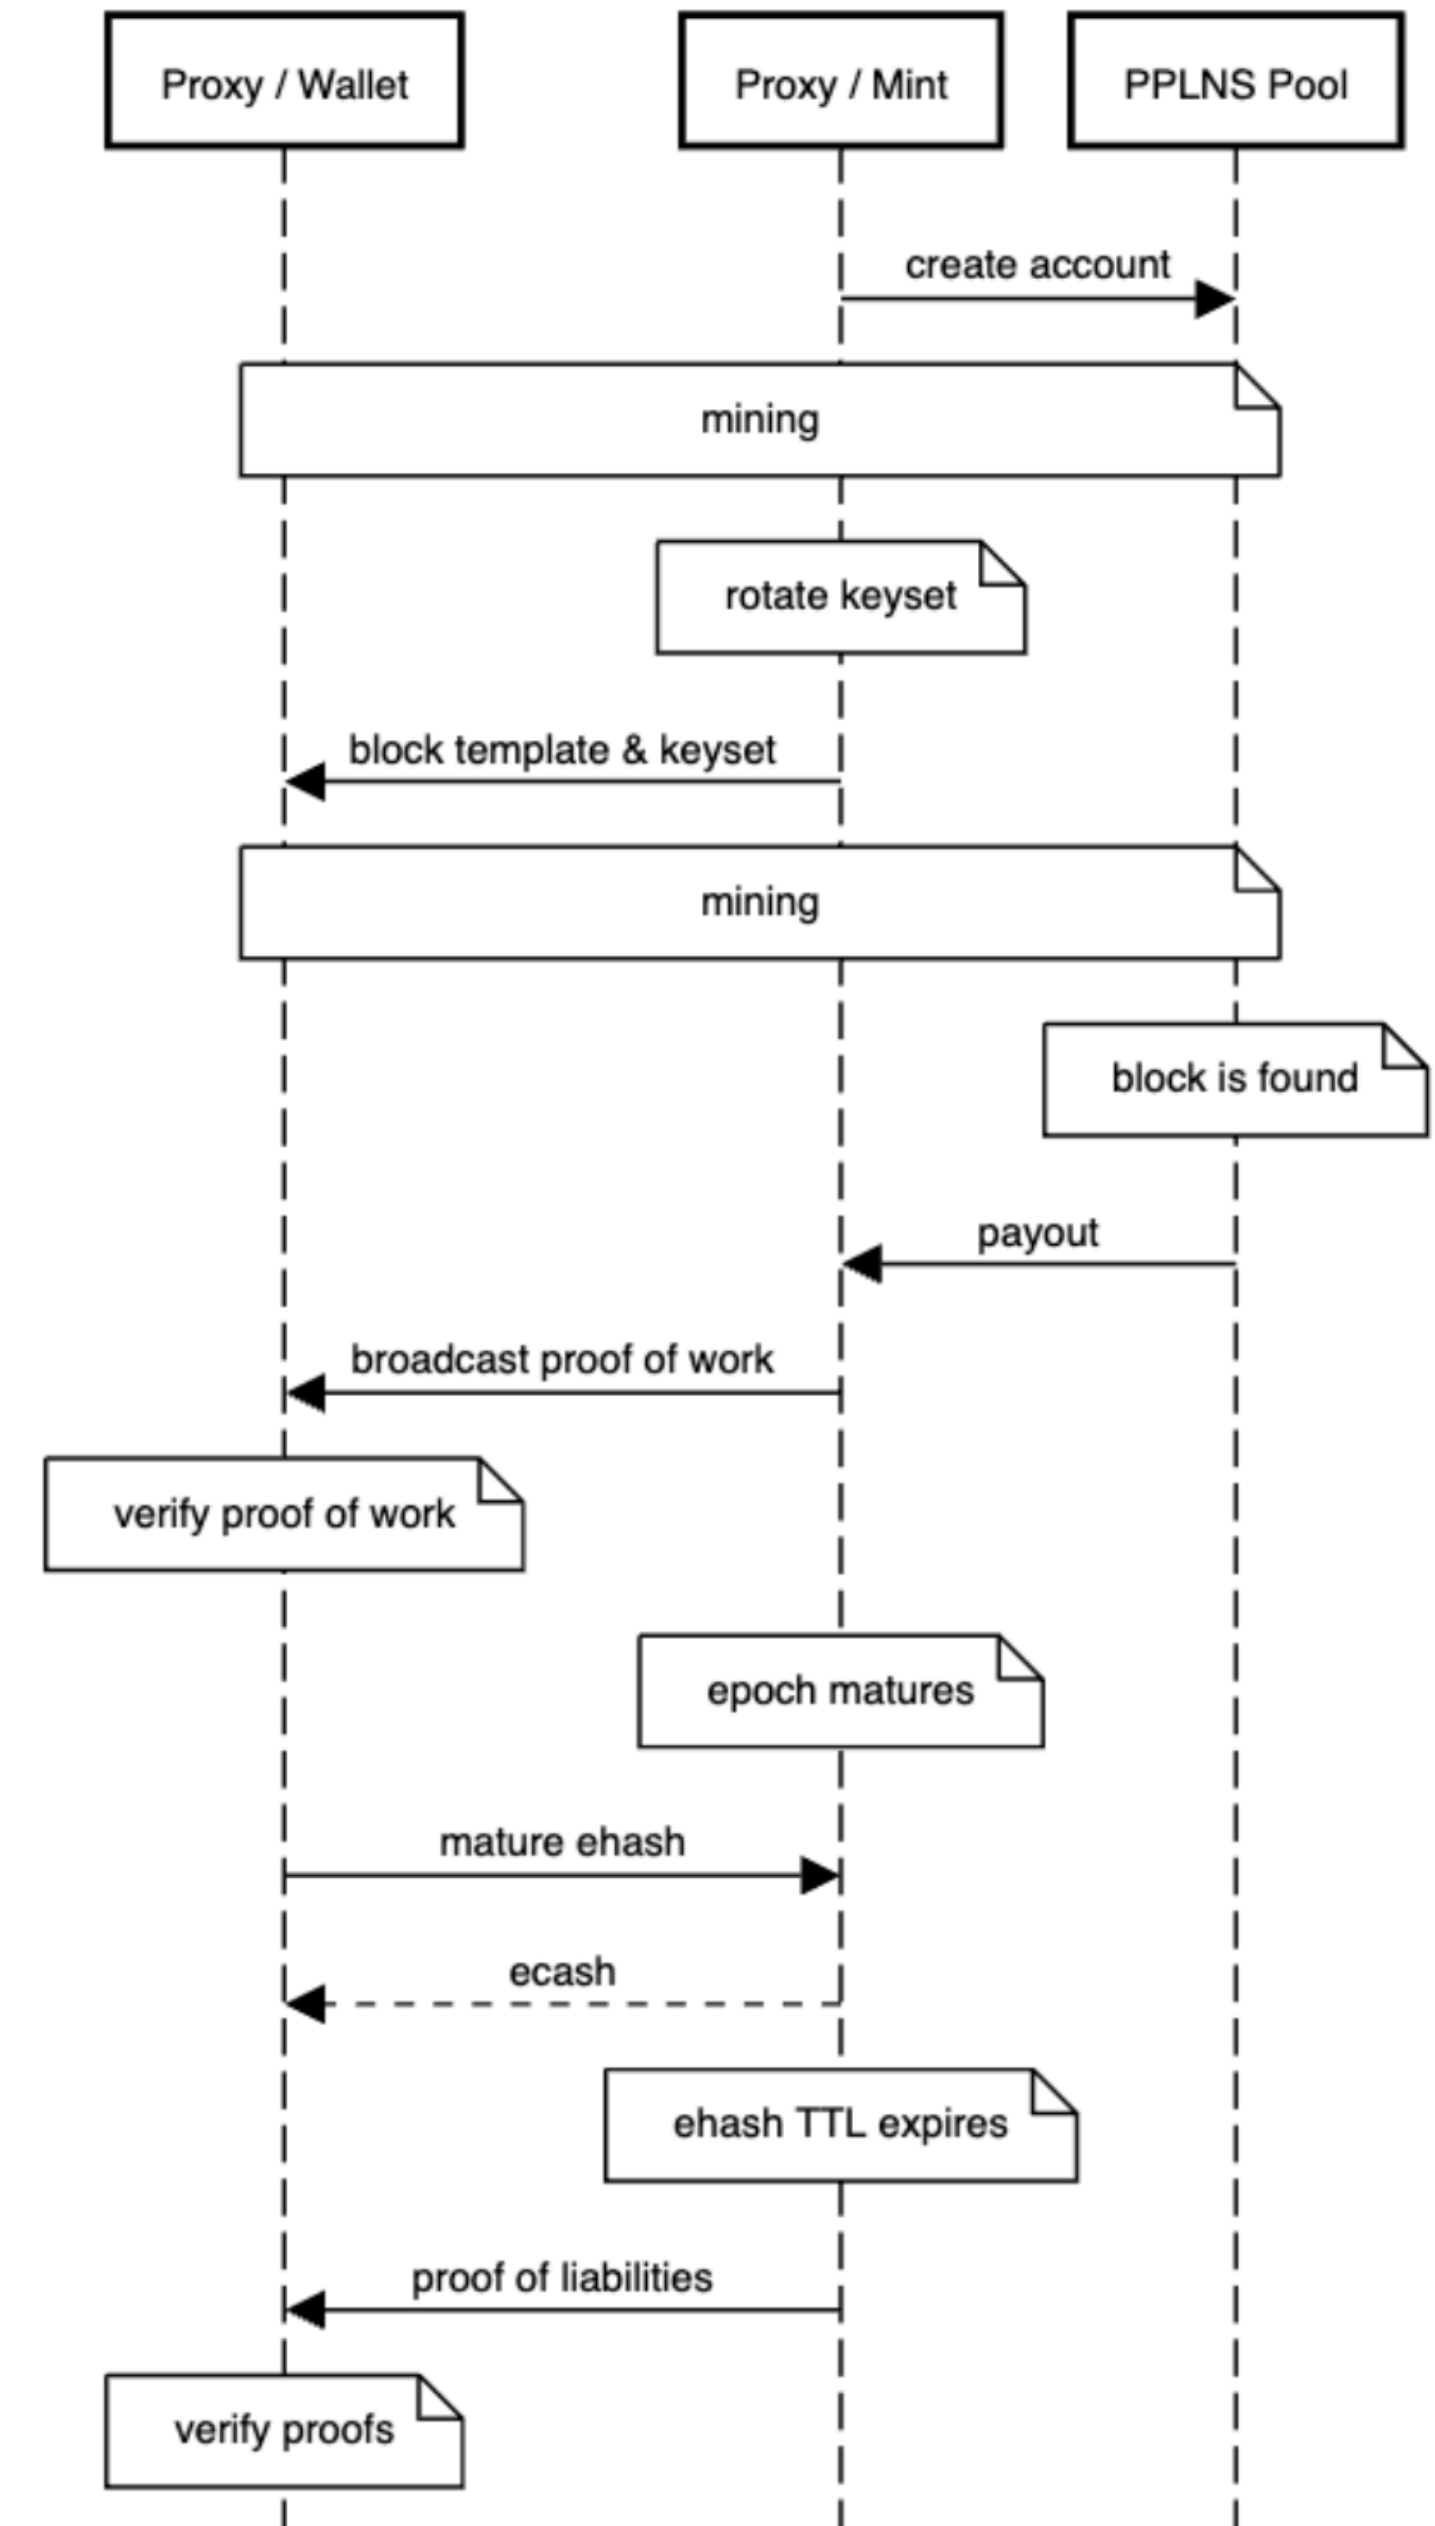 Proxy / Wallet
Proxy / Mint
PPLNS Pool
create account
mining
rotate keyset
block template & keyset
mining
block is found
payout
broadcast proof of work
verify proof of work
epoch matures
mature ehash
ecash
ehash TTL expires
proof of liabilities
verify proofs